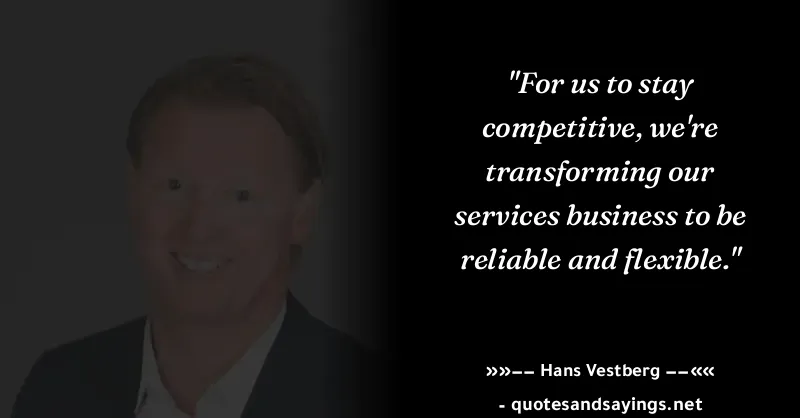 "For us to stay
competitive, we're
transforming our
services business to be
reliable and flexible."
»»–– Hans Vestberg ––««
- quotesandsayings.net